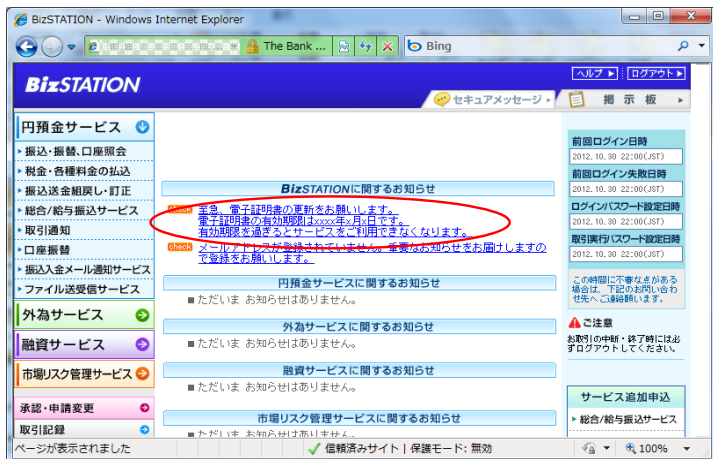 BizSTATION - Windows Internet Explorer
The Bank ...
Bing
BizSTATION
ヘルプ
ログアウト
セキュアメッセージ
掲示板
円預金サービス
振込・振替、口座照会
税金・各種料金の払込
振込送金組戻し・訂正
総合/給与振込サービス
取引通知
口座振替
振込入金メール通知サービス
ファイル送受信サービス
外為サービス
融資サービス
市場リスク管理サービス
承認・申請変更
取引記録
BizSTATIONに関するお知らせ
check 至急、電子証明書の更新をお願いします。
電子証明書の有効期限はxxxx年x月x日です。
有効期限を過ぎるとサービスをご利用できなくなります。
check メールアドレスが登録されていません。重要なお知らせをお届けしますの
で登録をお願いします。
円預金サービスに関するお知らせ
■ただいま お知らせはありません。
外為サービスに関するお知らせ
■ただいま お知らせはありません。
融資サービスに関するお知らせ
■ただいま お知らせはありません。
市場リスク管理サービスに関するお知らせ
■ただいま お知らせはありません。
前回ログイン日時
2012.10.30 22:00(JST)
前回ログイン失敗日時
2012.10.30 22:00(JST)
ログインパスワード設定日時
2012.10.30 22:00(JST)
取引実行パスワード設定日時
2012.10.30 22:00(JST)
この時間に不審な点がある
場合は、下記のお問い合わ
せ先へご連絡願います。
ご注意
お取引の中断・終了時には必
ずログアウトしてください。
サービス追加申込
総合/給与振込サービス
ページが表示されました
信頼済みサイト | 保護モード: 無効
100%